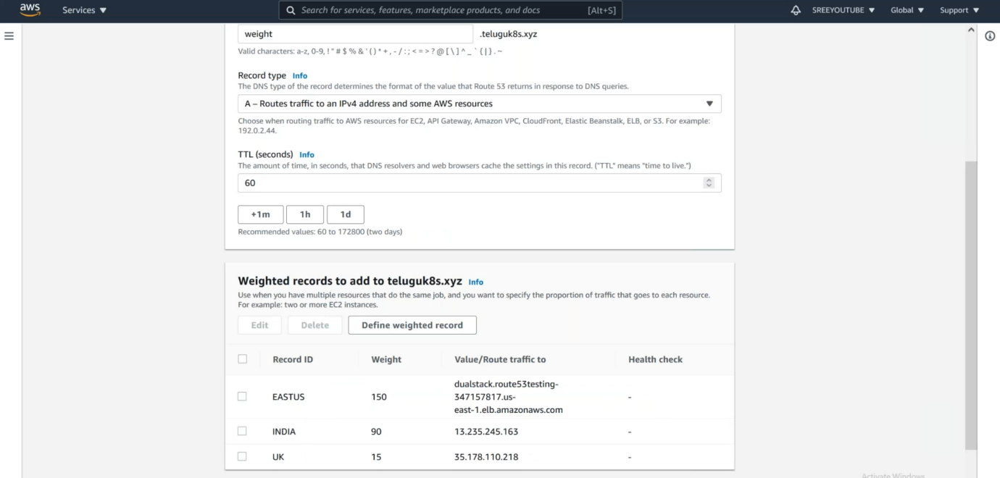 aws Services Search for services, features, marketplace products, and docs [Alt+S] SREEYOUTUBE Global Support
weight .teluguk8s.xyz
Valid characters: a-z, 0-9, ! " # $ % & ' ( ) * + , - / : ; < = > ? @ [ \ ] ^ _ ` { | } . ~
Record type Info
The DNS type of the record determines the format of the value that Route 53 returns in response to DNS queries.
A – Routes traffic to an IPv4 address and some AWS resources
Choose when routing traffic to AWS resources for EC2, API Gateway, Amazon VPC, CloudFront, Elastic Beanstalk, ELB, or S3. For example:
192.0.2.44.
TTL (seconds) Info
The amount of time, in seconds, that DNS resolvers and web browsers cache the settings in this record. ("TTL" means "time to live.")
60
+1m 1h 1d
Recommended values: 60 to 172800 (two days)
Weighted records to add to teluguk8s.xyz Info
Use when you have multiple resources that do the same job, and you want to specify the proportion of traffic that goes to each resource.
For example: two or more EC2 instances.
Edit Delete Define weighted record
Record ID Weight Value/Route traffic to Health check
dualstack.route53testing-
EASTUS 150 347157817.us- -
east-1.elb.amazonaws.com
INDIA 90 13.235.245.163 -
UK 15 35.178.110.218 -
Activate Windows